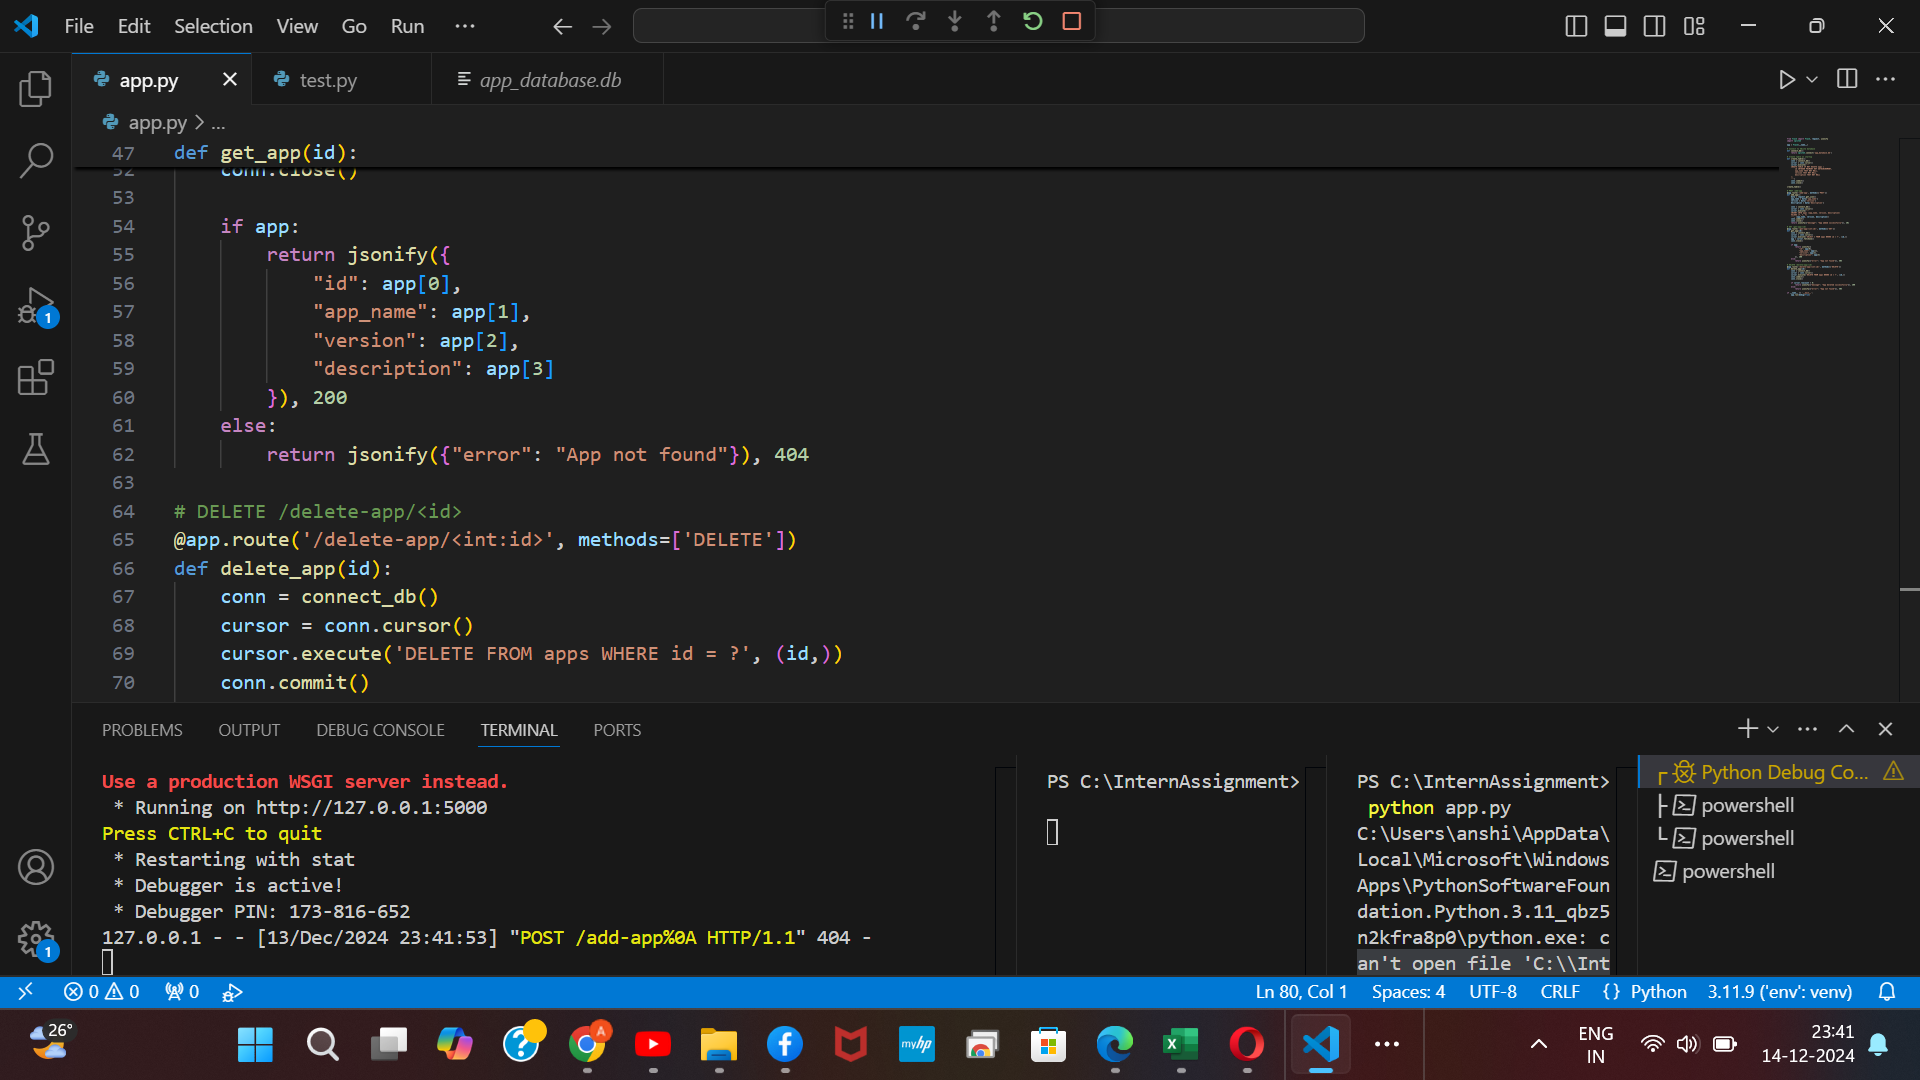 File Edit Selection View Go Run ...
app.py
test.py
app_database.db
app.py > ...
47 def get_app(id):
52 conn.close()
53
54 if app:
55 return jsonify({
56 "id": app[0],
57 "app_name": app[1],
58 "version": app[2],
59 "description": app[3]
60 }), 200
61 else:
62 return jsonify({"error": "App not found"}), 404
63
64 # DELETE /delete-app/<id>
65 @app.route('/delete-app/<int:id>', methods=['DELETE'])
66 def delete_app(id):
67 conn = connect_db()
68 cursor = conn.cursor()
69 cursor.execute('DELETE FROM apps WHERE id = ?', (id,))
70 conn.commit()
1
1
PROBLEMS OUTPUT DEBUG CONSOLE TERMINAL PORTS
Use a production WSGI server instead.
* Running on http://127.0.0.1:5000
Press CTRL+C to quit
* Restarting with stat
* Debugger is active!
* Debugger PIN: 173-816-652
127.0.0.1 - - [13/Dec/2024 23:41:53] "POST /add-app%0A HTTP/1.1" 404 -
PS C:\InternAssignment>
PS C:\InternAssignment>
python app.py
C:\Users\anshi\AppData\
Local\Microsoft\Windows
Apps\PythonSoftwareFoun
dation.Python.3.11_qbz5
n2kfra8p0\python.exe: c
an't open file 'C:\\Int
Python Debug Co...
powershell
powershell
powershell
0 0 0
Ln 80, Col 1 Spaces: 4 UTF-8 CRLF {} Python 3.11.9 ('env': venv)
26°
A
myhp
ENG
IN
23:41
14-12-2024